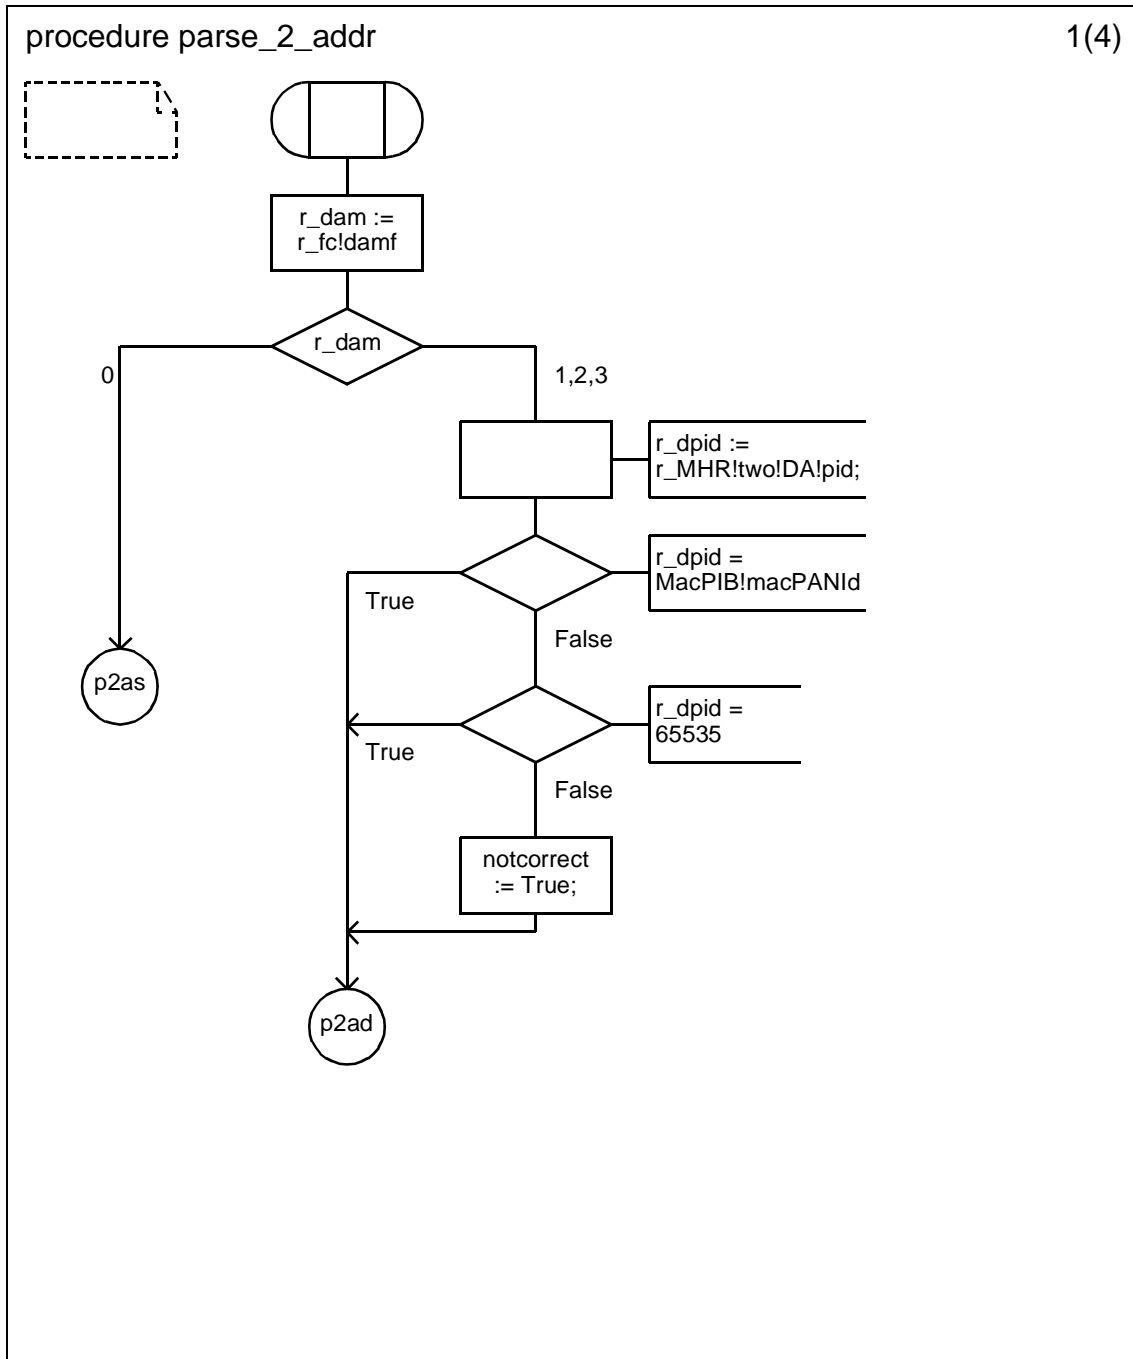 procedure parse_2_addr
1(4)
r_dam :=
r_fc!damf
r_dam
0
1,2,3
r_dpid :=
r_MHR!two!DA!pid;
r_dpid =
MacPIB!macPANId
True
False
p2as
r_dpid =
65535
True
False
notcorrect
:= True;
p2ad